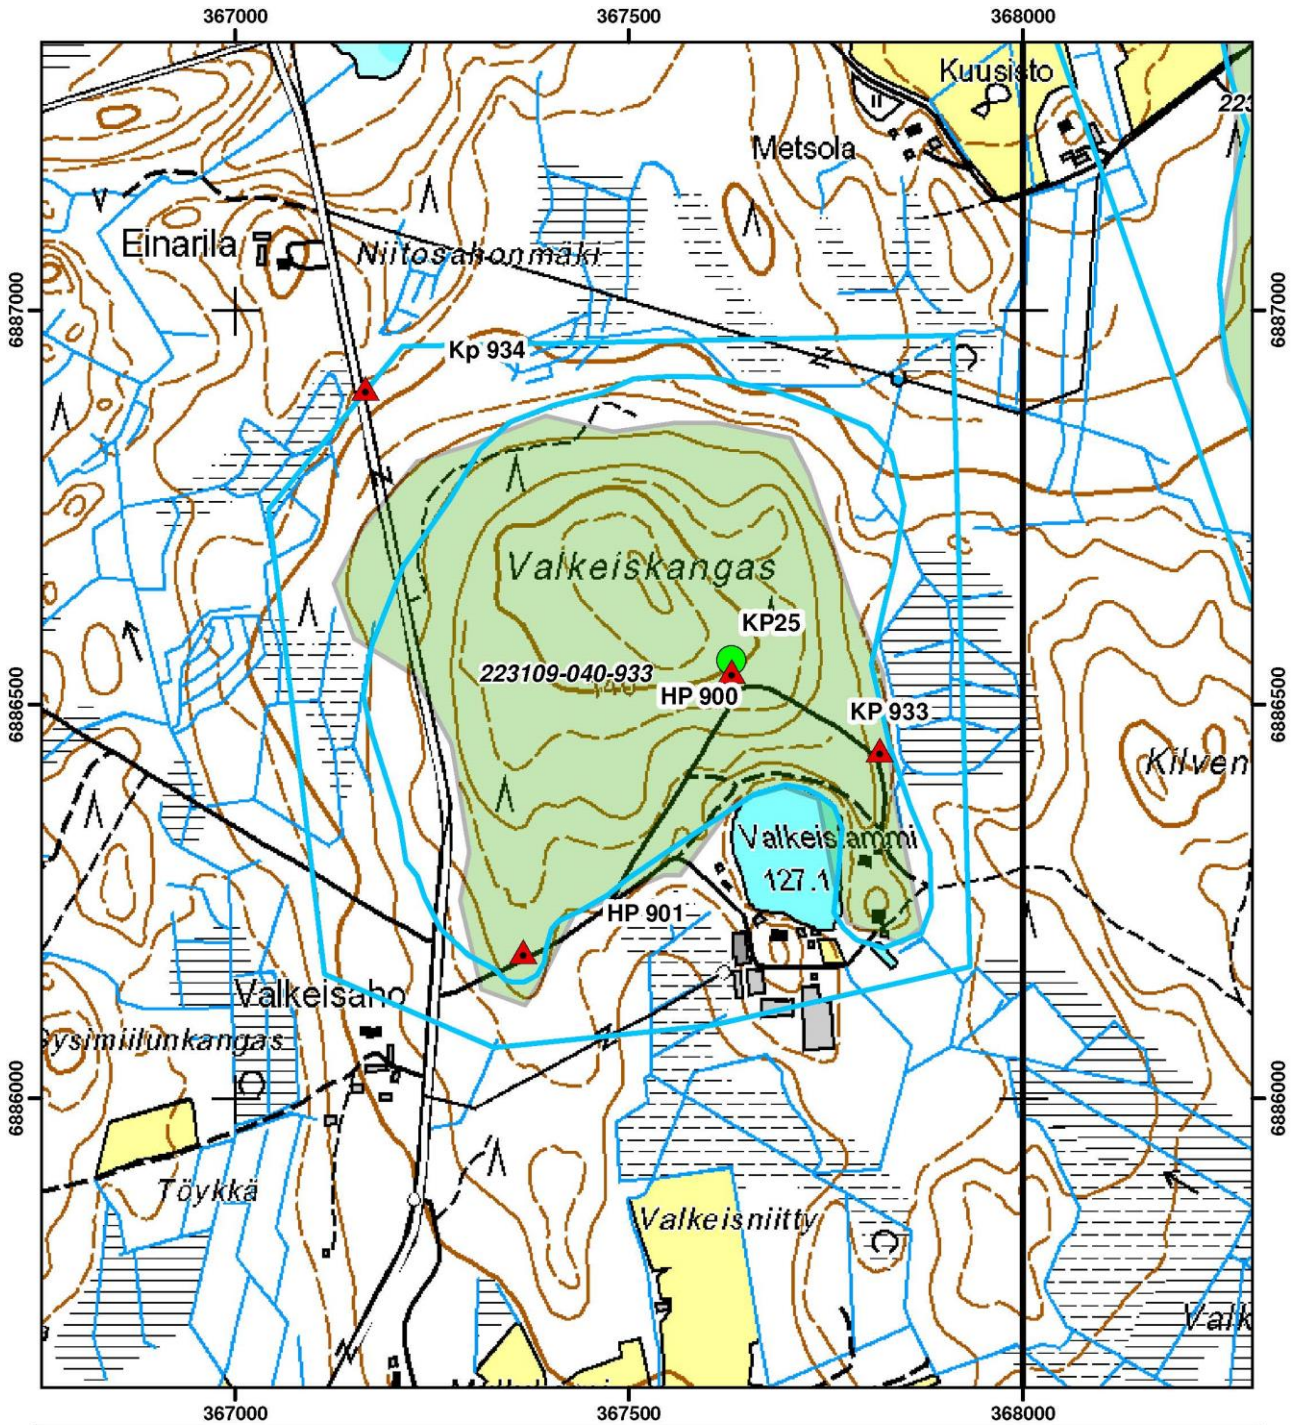 367000
367500
368000
Kuusisto
II
223
Metsola
Einarila
Niitosahonmäki
6887000
6887000
Kp 934
Valkeiskangas
KP25
223109-040-933
140
HP 900
KP 933
6886500
6886500
Kilven
Valkeislammi
127.1
HP 901
Valkeisaho
Sysimiilunkangas
6886000
6886000
Töykkä
Valkeisniitty
Valk
367000
367500
368000